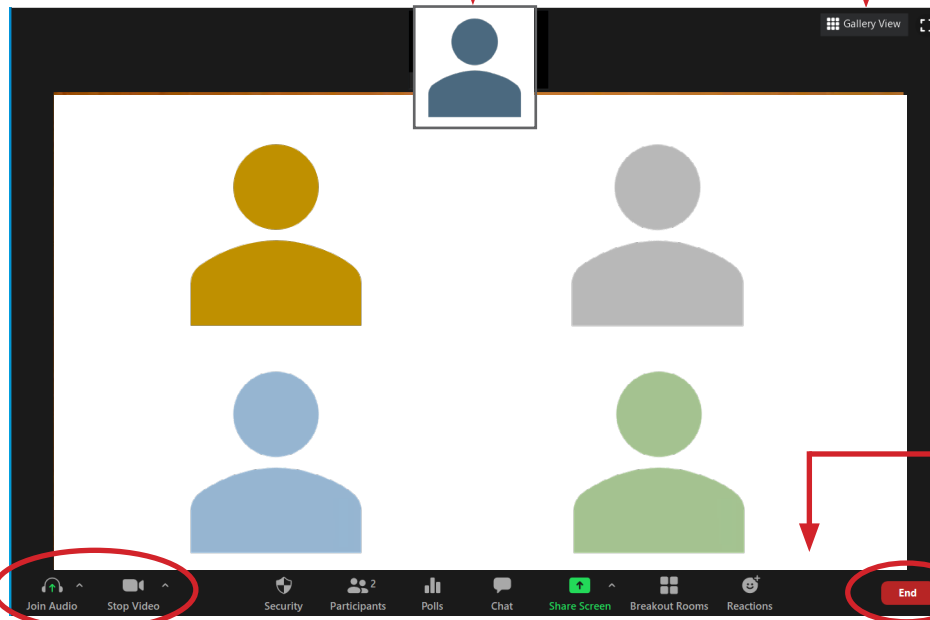 Gallery View
2
Join Audio Stop Video Security Participants Polls Chat Share Screen Breakout Rooms Reactions End